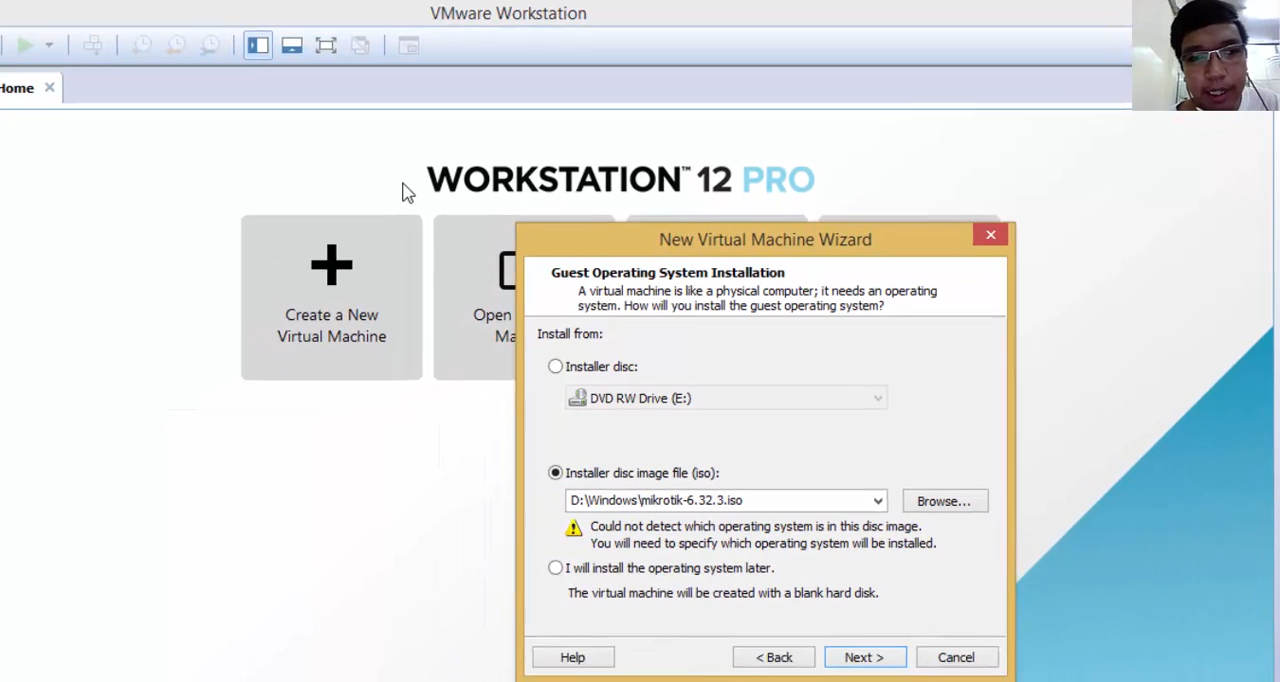 VMware Workstation
Home
WORKSTATION™ 12 PRO
Create a New
Virtual Machine
Open
Ma
New Virtual Machine Wizard
Guest Operating System Installation
A virtual machine is like a physical computer; it needs an operating
system. How will you install the guest operating system?
Install from:
Installer disc:
DVD RW Drive (E:)
Installer disc image file (iso):
D:\Windows\mikrotik-6.32.3.iso
Browse...
Could not detect which operating system is in this disc image.
You will need to specify which operating system will be installed.
I will install the operating system later.
The virtual machine will be created with a blank hard disk.
Help
< Back
Next >
Cancel